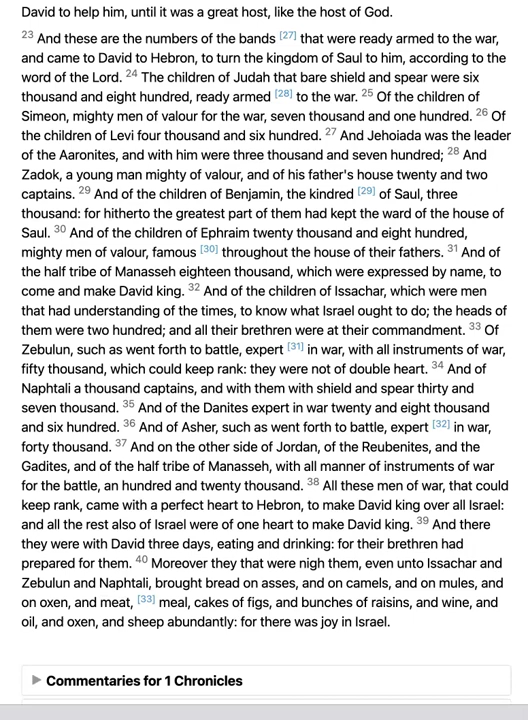 David to help him, until it was a great host, like the host of God.
23 And these are the numbers of the bands [27] that were ready armed to the war,
and came to David to Hebron, to turn the kingdom of Saul to him, according to the
word of the Lord. 24 The children of Judah that bare shield and spear were six
thousand and eight hundred, ready armed [28] to the war. 25 Of the children of
Simeon, mighty men of valour for the war, seven thousand and one hundred. 26 Of
the children of Levi four thousand and six hundred. 27 And Jehoiada was the leader
of the Aaronites, and with him were three thousand and seven hundred; 28 And
Zadok, a young man mighty of valour, and of his father's house twenty and two
captains. 29 And of the children of Benjamin, the kindred [29] of Saul, three
thousand: for hitherto the greatest part of them had kept the ward of the house of
Saul. 30 And of the children of Ephraim twenty thousand and eight hundred,
mighty men of valour, famous [30] throughout the house of their fathers. 31 And of
the half tribe of Manasseh eighteen thousand, which were expressed by name, to
come and make David king. 32 And of the children of Issachar, which were men
that had understanding of the times, to know what Israel ought to do; the heads of
them were two hundred; and all their brethren were at their commandment. 33 Of
Zebulun, such as went forth to battle, expert [31] in war, with all instruments of war,
fifty thousand, which could keep rank: they were not of double heart. 34 And of
Naphtali a thousand captains, and with them with shield and spear thirty and
seven thousand. 35 And of the Danites expert in war twenty and eight thousand
and six hundred. 36 And of Asher, such as went forth to battle, expert [32] in war,
forty thousand. 37 And on the other side of Jordan, of the Reubenites, and the
Gadites, and of the half tribe of Manasseh, with all manner of instruments of war
for the battle, an hundred and twenty thousand. 38 All these men of war, that could
keep rank, came with a perfect heart to Hebron, to make David king over all Israel:
and all the rest also of Israel were of one heart to make David king. 39 And there
they were with David three days, eating and drinking: for their brethren had
prepared for them. 40 Moreover they that were nigh them, even unto Issachar and
Zebulun and Naphtali, brought bread on asses, and on camels, and on mules, and
on oxen, and meat, [33] meal, cakes of figs, and bunches of raisins, and wine, and
oil, and oxen, and sheep abundantly: for there was joy in Israel.
Commentaries for 1 Chronicles